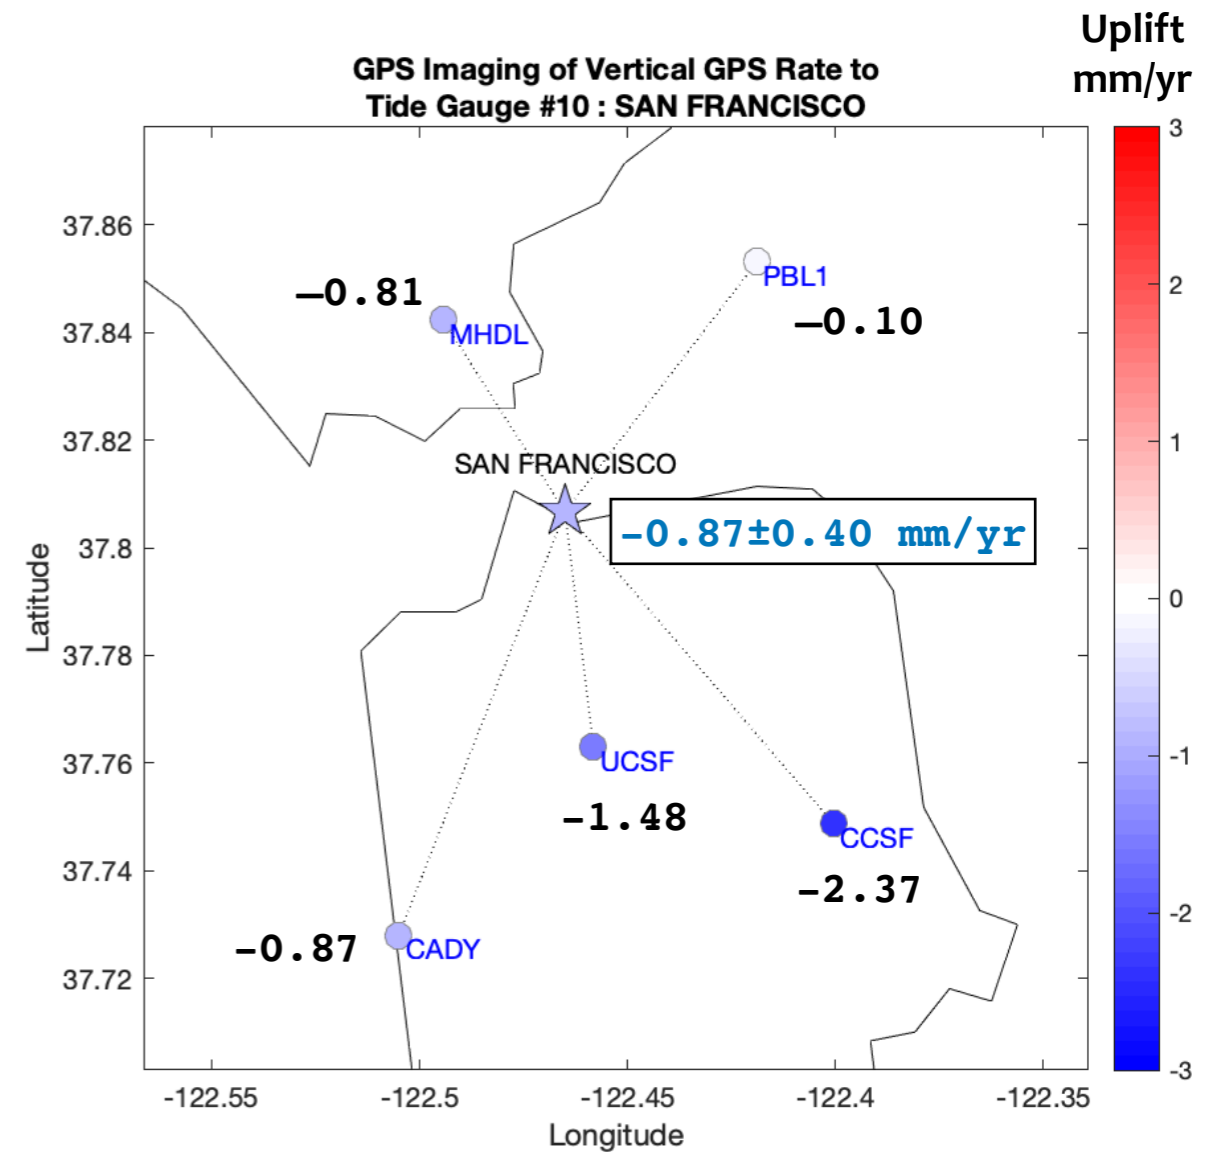 Uplift
mm/yr
GPS Imaging of Vertical GPS Rate to
Tide Gauge #10 : SAN FRANCISCO
37.86
37.84
37.82
37.8
37.78
37.76
37.74
37.72
Latitude
–0.81
MHDL
PBL1
–0.10
SAN FRANCISCO
-0.87±0.40 mm/yr
UCSF
-1.48
CCSF
-2.37
-0.87
CADY
-122.55
-122.5
-122.45
-122.4
-122.35
Longitude
3
2
1
0
-1
-2
-3